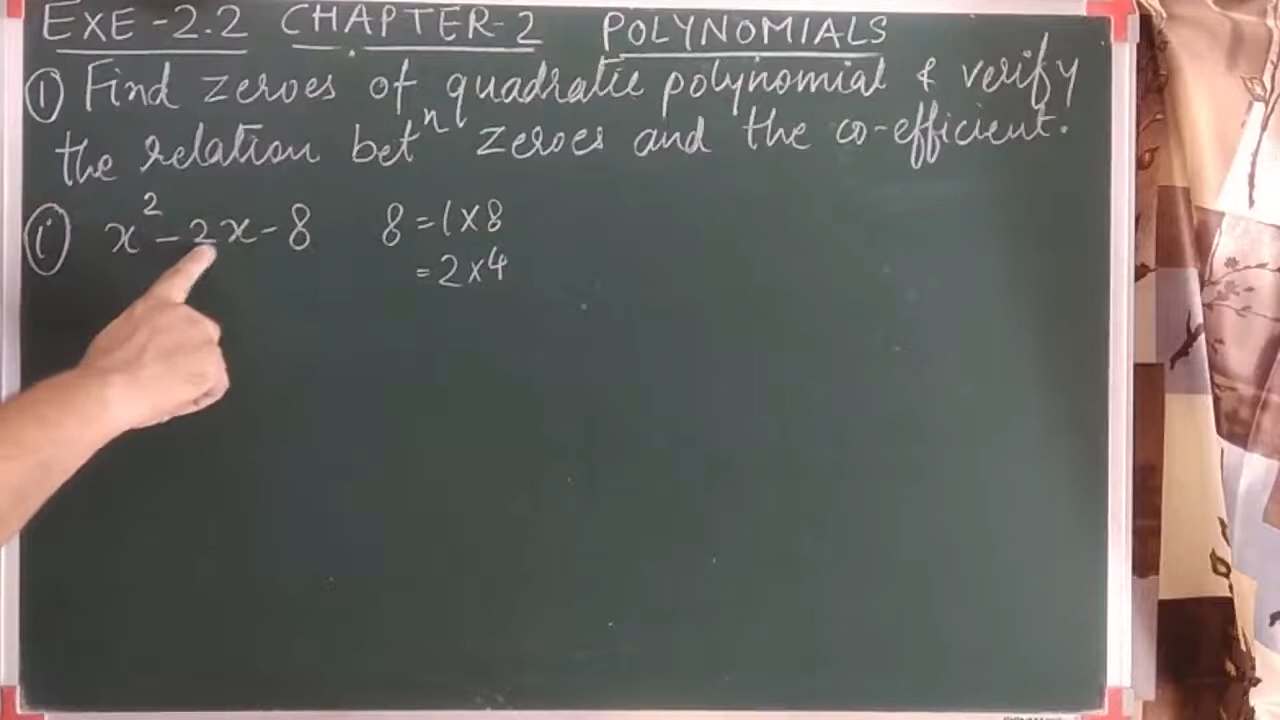 EXE-2.2 CHAPTER-2 POLYNOMIALS
① Find zeroes of quadratic polynomial & verify
the relation betⁿ zeroes and the co-efficient.
(i) x² - 2x - 8 8 = 1 x 8
= 2 x 4